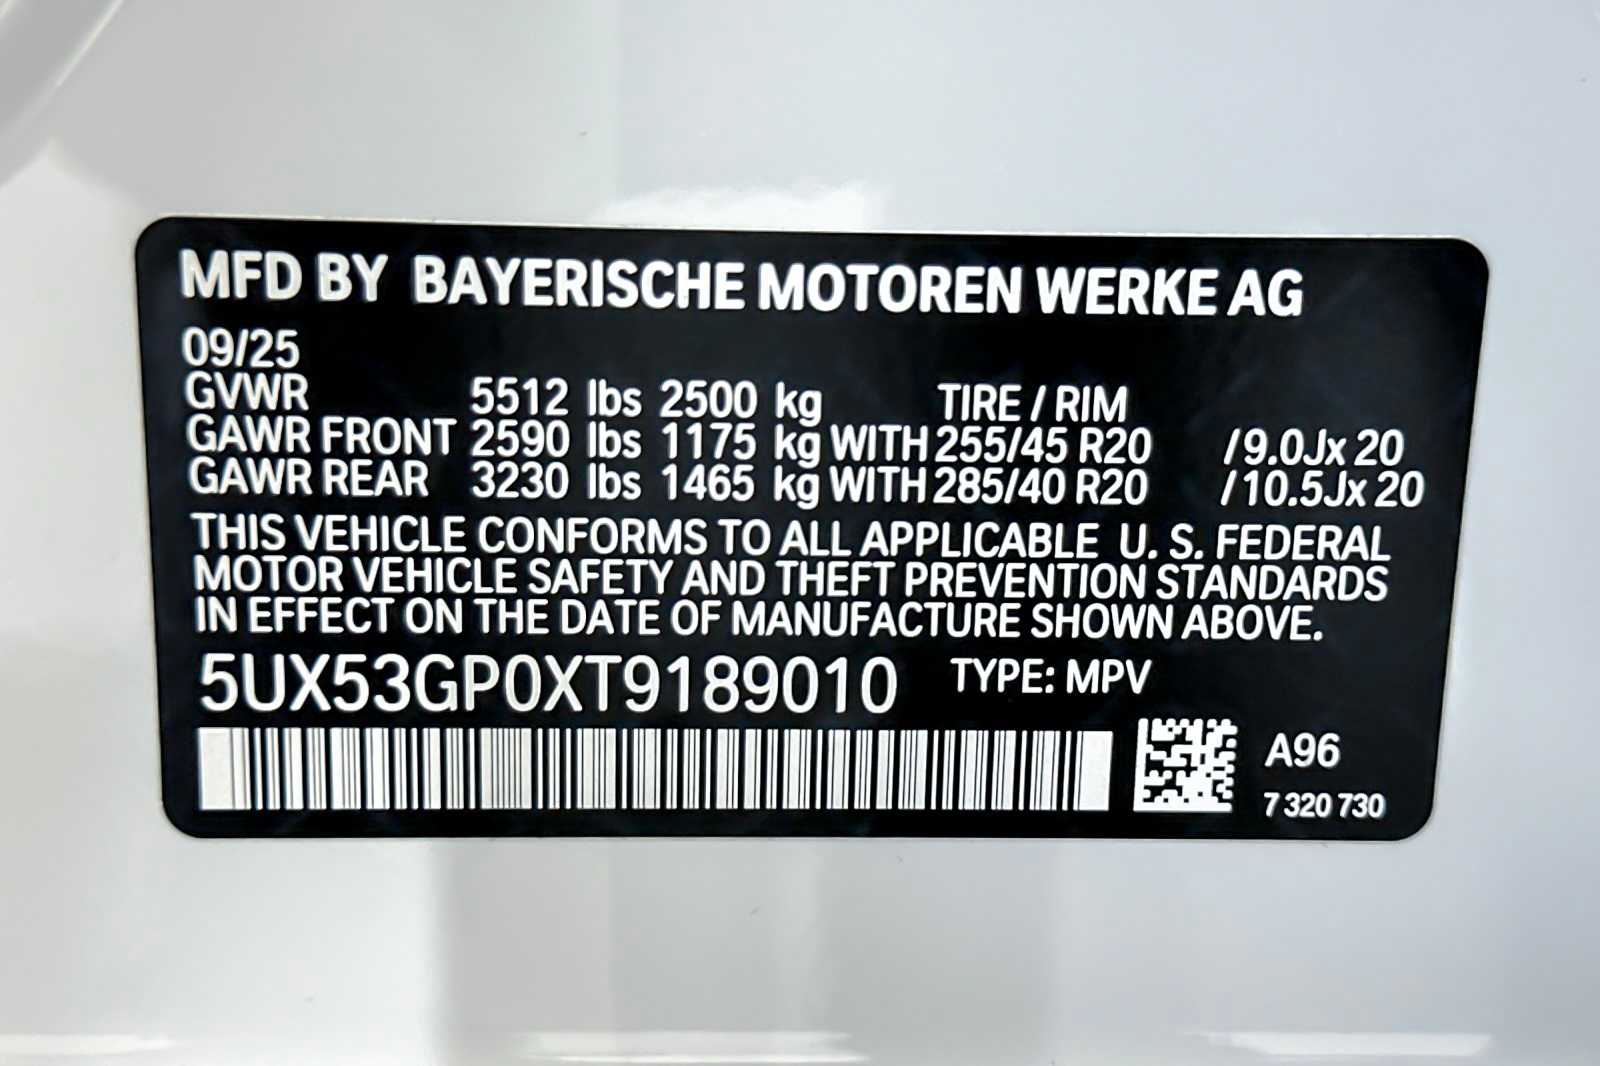 MFD BY BAYERISCHE MOTOREN WERKE AG
09/25
GVWR 5512 lbs 2500 kg TIRE / RIM
GAWR FRONT 2590 lbs 1175 kg WITH 255/45 R20 /9.0Jx 20
GAWR REAR 3230 lbs 1465 kg WITH 285/40 R20 /10.5Jx 20
THIS VEHICLE CONFORMS TO ALL APPLICABLE U. S. FEDERAL
MOTOR VEHICLE SAFETY AND THEFT PREVENTION STANDARDS
IN EFFECT ON THE DATE OF MANUFACTURE SHOWN ABOVE.
5UX53GP0XT9189010 TYPE: MPV
A96
7 320 730